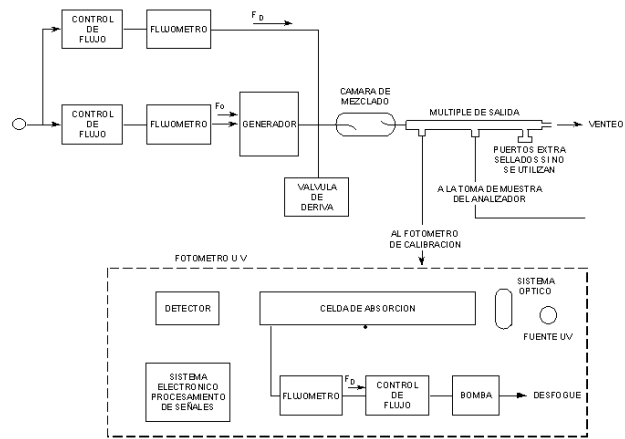 CONTROL
DE
FLUJO
FLUJOMETRO
F D
CONTROL
DE
FLUJO
FLUJOMETRO
Fo
GENERADOR
CAMARA DE
MEZCLADO
MULTIPLE DE SALIDA
VENTEO
PUERTOS EXTRA
SELLADOS SI NO
SE UTILIZAN
VALVULA
DE
DERIVA
A LA TOMA DE MUESTRA
DEL ANALIZADOR
AL FOTOMETRO
DE CALIBRACION
FOTOMETRO U V
DETECTOR
CELDA DE ABSORCION
SISTEMA
OPTICO
FUENTE UV
SISTEMA
ELECTRONICO
PROCESAMIENTO
DE SEÑALES
FLUJOMETRO
F D
CONTROL
DE
FLUJO
BOMBA
DESFOGUE